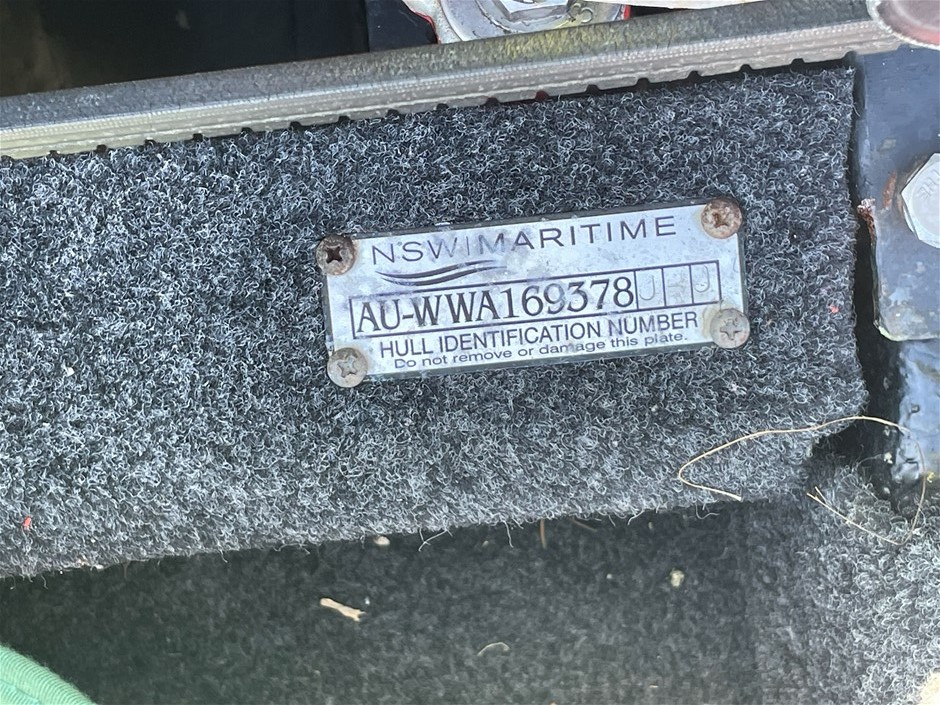 NSW MARITIME
AU-WWA169378
HULL IDENTIFICATION NUMBER
Do not remove or damage this plate.